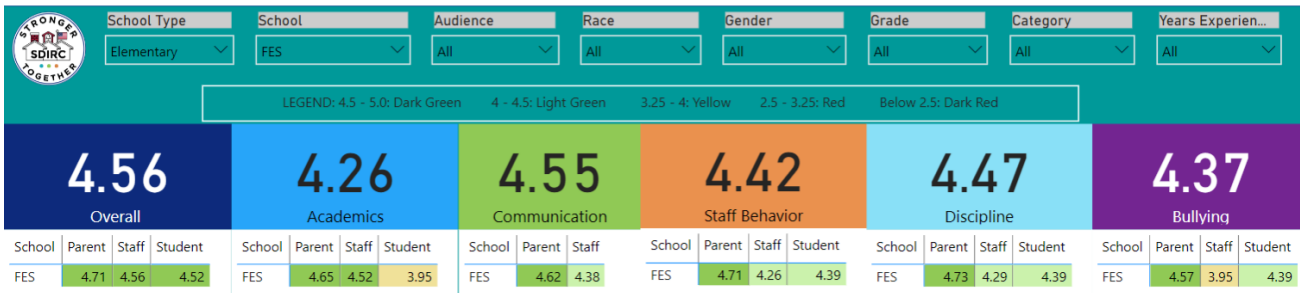 STRONGER
SDIRC
TOGETHER
School Type School Audience Race Gender Grade Category Years Experien...
Elementary FES All All All All All All
LEGEND: 4.5 - 5.0: Dark Green 4 - 4.5: Light Green 3.25 - 4: Yellow 2.5 - 3.25: Red Below 2.5: Dark Red
4.56 4.26 4.55 4.42 4.47 4.37
Overall Academics Communication Staff Behavior Discipline Bullying
School Parent Staff Student School Parent Staff Student School Parent Staff School Parent Staff Student School Parent Staff Student School Parent Staff Student
FES 4.71 4.56 4.52 FES 4.65 4.52 3.95 FES 4.62 4.38 FES 4.71 4.26 4.39 FES 4.73 4.29 4.39 FES 4.57 3.95 4.39